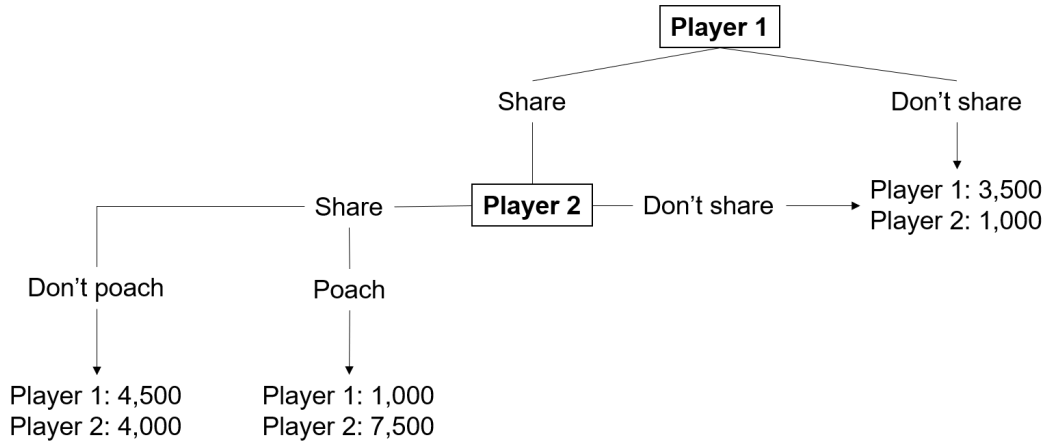 Player 1
Share
Don't share
Player 1: 3,500
Player 2: 1,000
Share
Player 2
Don't share
Don't poach
Poach
Player 1: 4,500
Player 2: 4,000
Player 1: 1,000
Player 2: 7,500